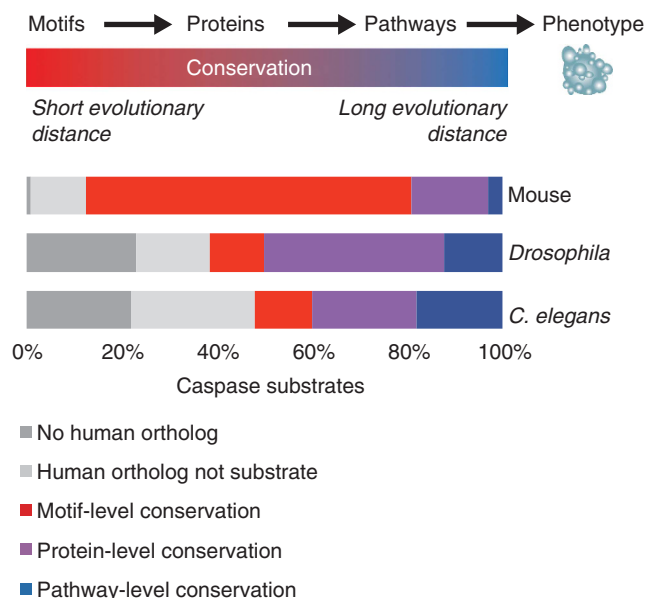 Motifs Proteins Pathways Phenotype
Conservation
Short evolutionary distance
Long evolutionary distance
Mouse
Drosophila
C. elegans
0% 20% 40% 60% 80% 100%
Caspase substrates
No human ortholog
Human ortholog not substrate
Motif-level conservation
Protein-level conservation
Pathway-level conservation